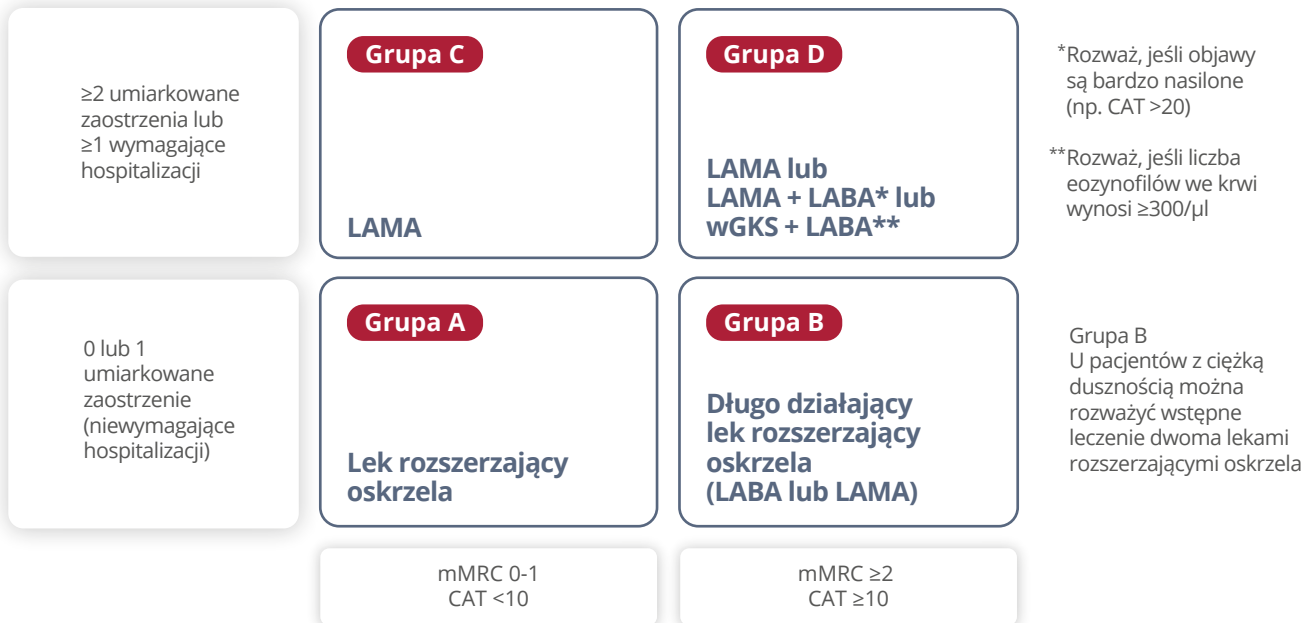 ≥2 umiarkowane
zaostrzenia lub
≥1 wymagające
hospitalizacji
Grupa C
LAMA
Grupa D
LAMA lub
LAMA + LABA* lub
wGKS + LABA**
*Rozważ, jeśli objawy
są bardzo nasilone
(np. CAT >20)
**Rozważ, jeśli liczba
eozynofilów we krwi
wynosi ≥300/µl
0 lub 1
umiarkowane
zaostrzenie
(niewymagające
hospitalizacji)
Grupa A
Lek rozszerzający
oskrzela
Grupa B
Długo działający
lek rozszerzający
oskrzela
(LABA lub LAMA)
Grupa B
U pacjentów z ciężką
dusznością można
rozważyć wstępne
leczenie dwoma lekami
rozszerzającymi oskrzela
mMRC 0-1
CAT <10
mMRC ≥2
CAT ≥10